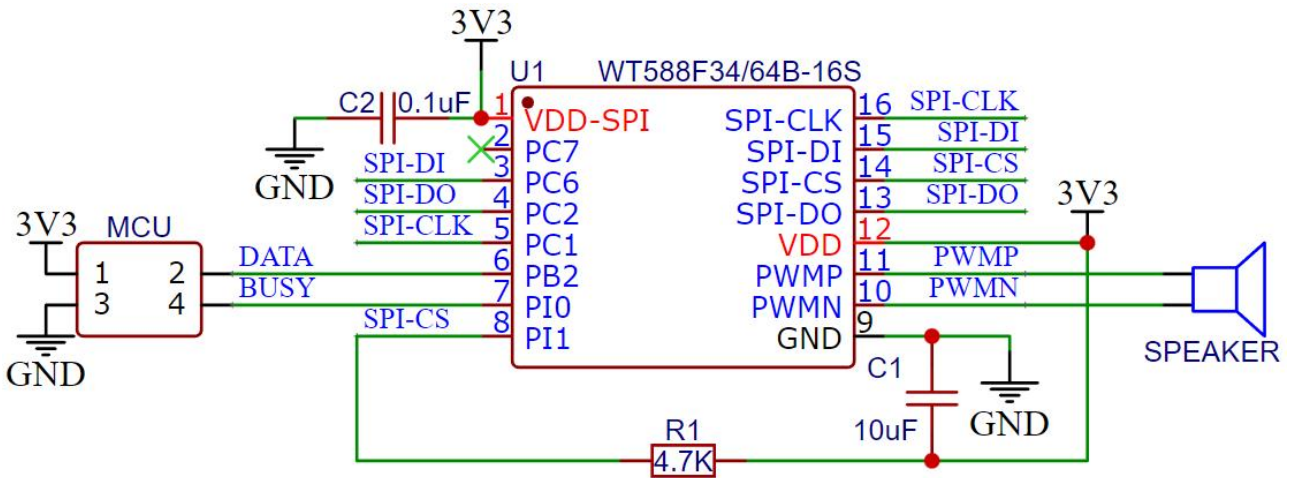 3V3
U1 WT588F34/64B-16S
C2 0.1uF
GND
1 VDD-SPI
2 PC7
SPI-DI 3 PC6
SPI-DO 4 PC2
SPI-CLK 5 PC1
DATA 6 PB2
BUSY 7 PI0
SPI-CS 8 PI1
SPI-CLK 16 SPI-CLK
SPI-DI 15 SPI-DI
SPI-CS 14 SPI-CS
SPI-DO 13 SPI-DO
VDD 12
3V3
PWMP 11 PWMP
PWMN 10 PWMN
GND 9
SPEAKER
3V3
MCU
1 2
3 4
GND
C1
10uF
GND
R1
4.7K